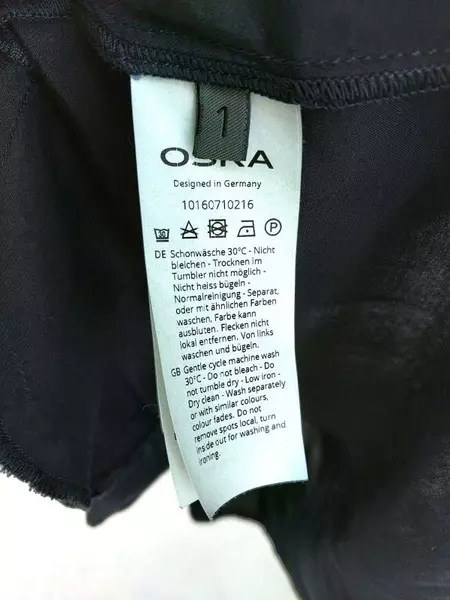 1
OSKA
Designed in Germany
10160710216
30 P
DE Schonwäsche 30°C - Nicht
bleichen - Trocknen im
Tumbler nicht möglich -
Nicht heiss bügeln -
Normalreinigung - Separat,
oder mit ähnlichen Farben
waschen, Farbe kann
ausbluten. Flecken nicht
lokal entfernen. Von links
waschen und bügeln.
GB Gentle cycle machine wash
30°C - Do not bleach - Do
not tumble dry - Low iron -
Dry clean - Wash separately
or with similar colours,
colour fades. Do not
remove spots local, turn
inside out for washing and
ironing.